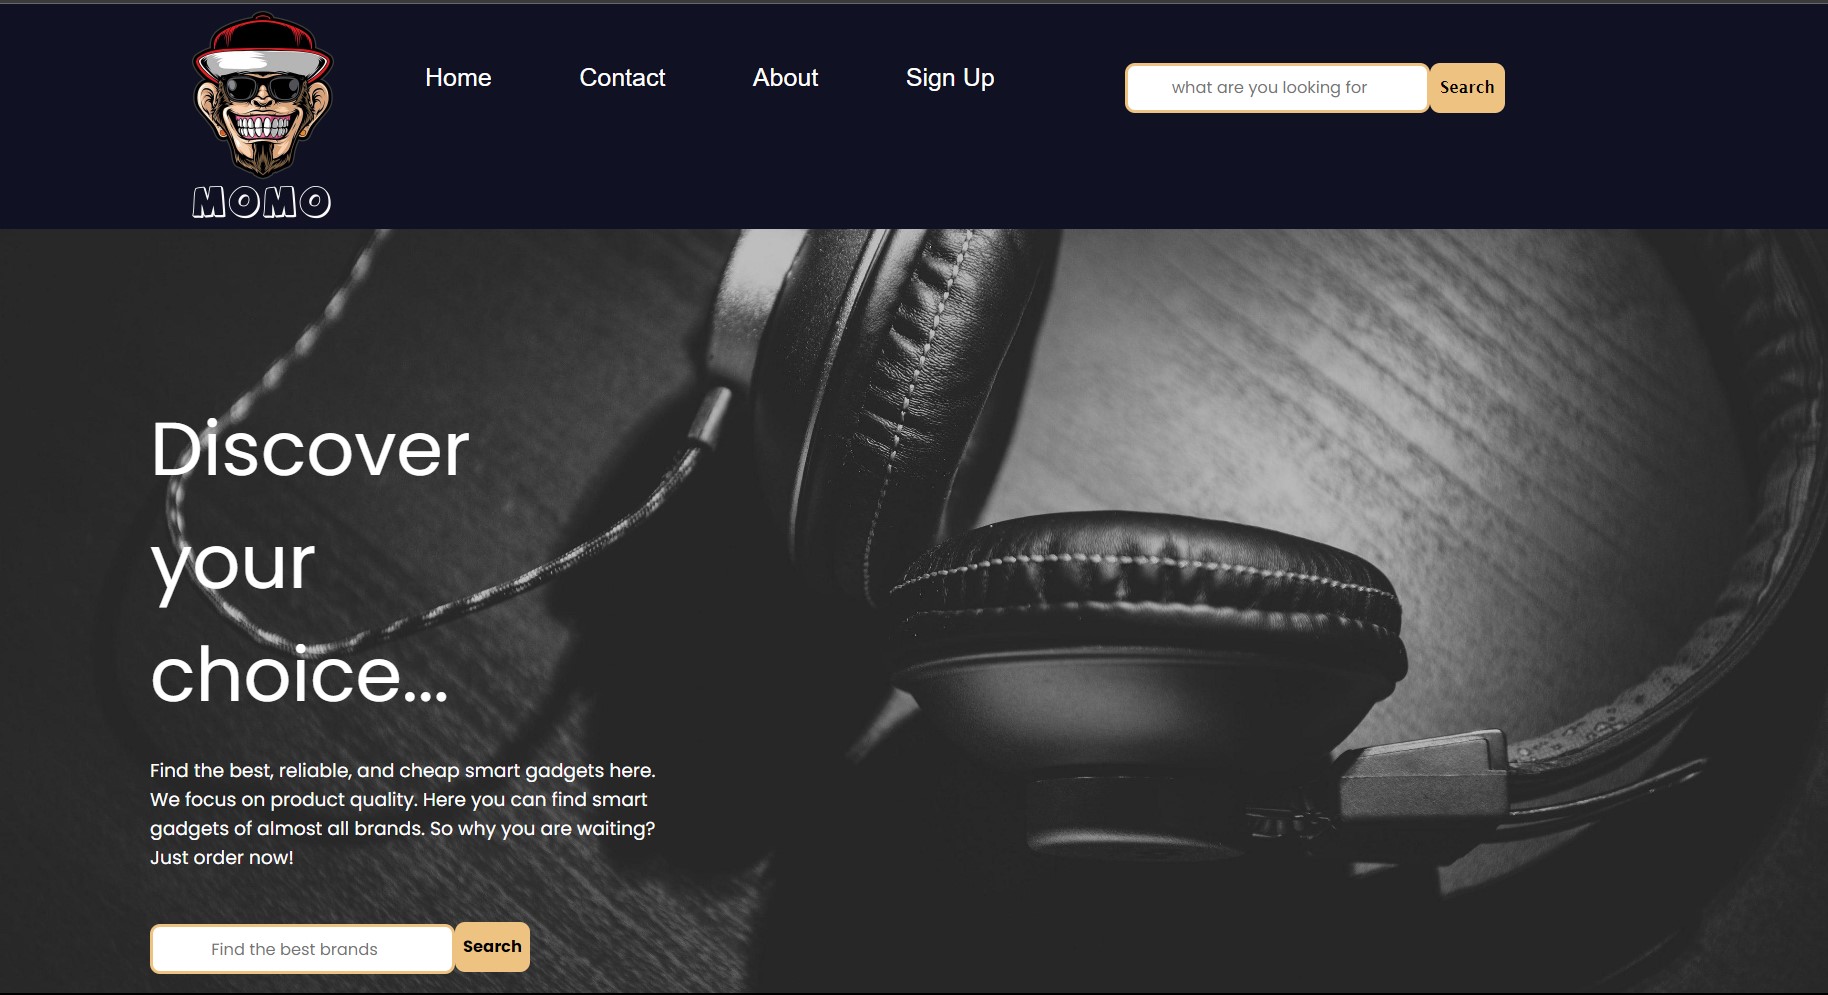 MOMO
Home
Contact
About
Sign Up
what are you looking for
Search
Discover
your
choice...
Find the best, reliable, and cheap smart gadgets here.
We focus on product quality. Here you can find smart
gadgets of almost all brands. So why you are waiting?
Just order now!
Find the best brands
Search